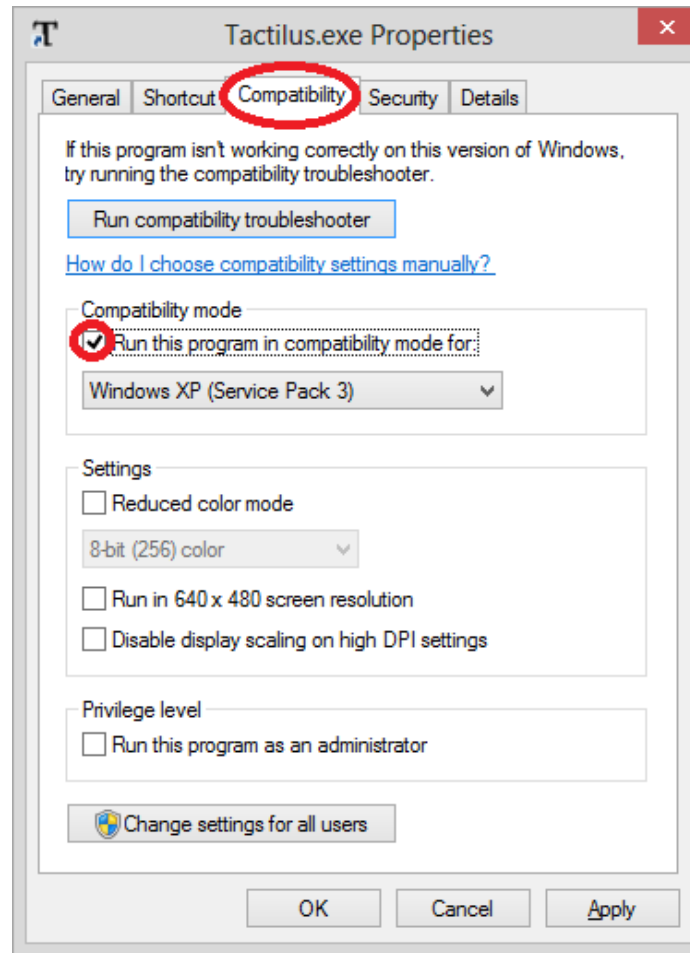 Tactilus.exe Properties
General Shortcut Compatibility Security Details
If this program isn't working correctly on this version of Windows,
try running the compatibility troubleshooter.
Run compatibility troubleshooter
How do I choose compatibility settings manually?
Compatibility mode
Run this program in compatibility mode for:
Windows XP (Service Pack 3)
Settings
Reduced color mode
8-bit (256) color
Run in 640 x 480 screen resolution
Disable display scaling on high DPI settings
Privilege level
Run this program as an administrator
Change settings for all users
OK Cancel Apply